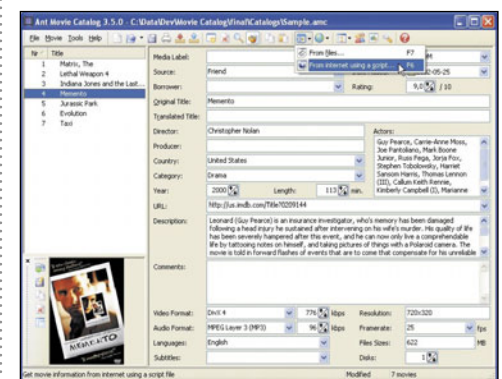 Ant Movie Catalog 3.5.0 - C:\Data\Dev\Movie Catalog\Final\Catalogs\Sample.amc
File Movie Tools Help
Nr Title
1 Matrix, The
2 Lethal Weapon 4
3 Indiana Jones and the Last...
4 Memento
5 Jurassic Park
6 Evolution
7 Taxi
From files... F7
From internet using a script... F6
Media Label:
Source: Friend
02-05-25
Borrower:
Rating: 9,0 / 10
Original Title: Memento
Translated Title:
Director: Christopher Nolan
Actors:
Guy Pearce, Carrie-Anne Moss,
Joe Pantoliano, Mark Boone
Junior, Russ Fega, Jorja Fox,
Stephen Tobolowsky, Harriet
Sansom Harris, Thomas Lennon
(III), Callum Keith Rennie,
Kimberly Campbell (I), Marianne
Producer:
Country: United States
Category: Drama
Year: 2000 Length: 113 min.
URL: http://us.imdb.com/Title?0209144
Description: Leonard (Guy Pearce) is an insurance investigator, who's memory has been damaged
following a head injury he sustained after intervening on his wife's murder. His quality of life
has been severely hampered after this event, and he can now only live a comprehendable
life by tattooing notes on himself, and taking pictures of things with a Polaroid camera. The
movie is told in forward flashes of events that are to come that compensate for his unreliable
Comments:
MEMENTO
Video Format: DivX 4 776 kbps Resolution: 720x320
Audio Format: MPEG Layer 3 (MP3) 96 kbps Framerate: 25 fps
Languages: English Files Sizes: 622 MB
Subtitles: Disks: 1
Get movie information from internet using a script file Modified 7 movies